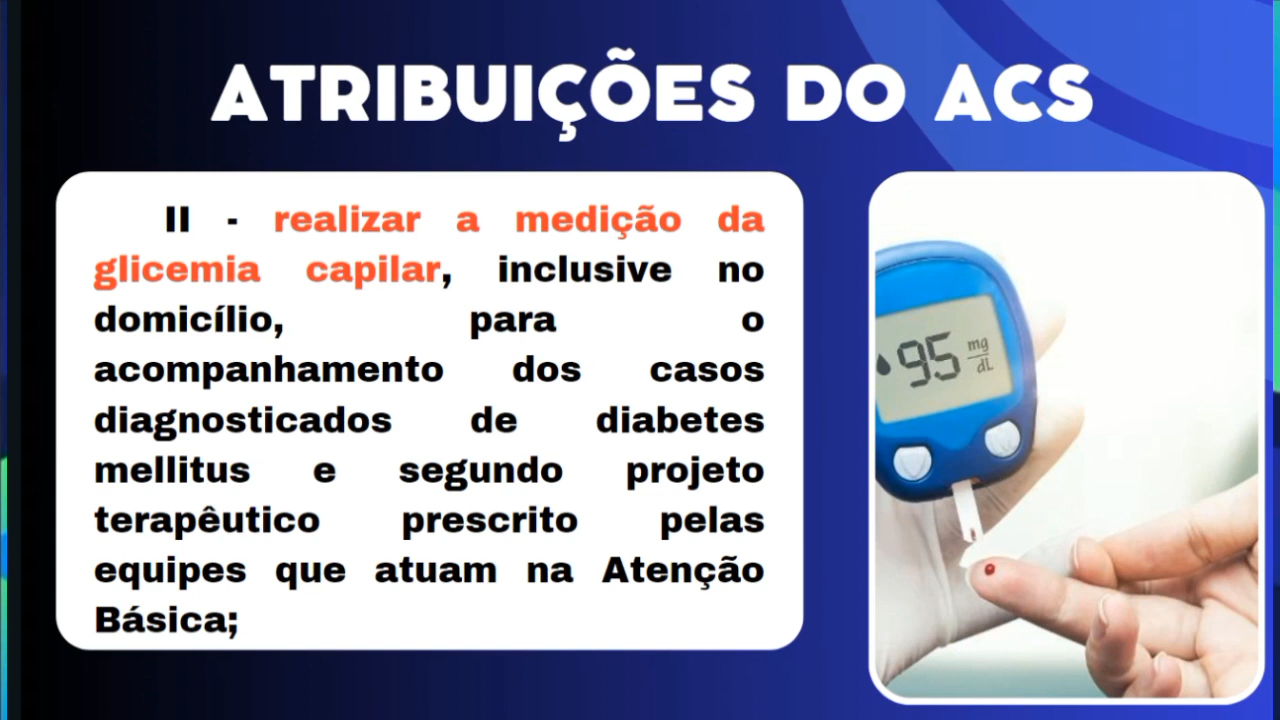 ATRIBUIÇÕES DO ACS
II - realizar a medição da
glicemia capilar, inclusive no
domicílio, para o
acompanhamento dos casos
diagnosticados de diabetes
mellitus e segundo projeto
terapêutico prescrito pelas
equipes que atuam na Atenção
Básica;
95 mg/dL